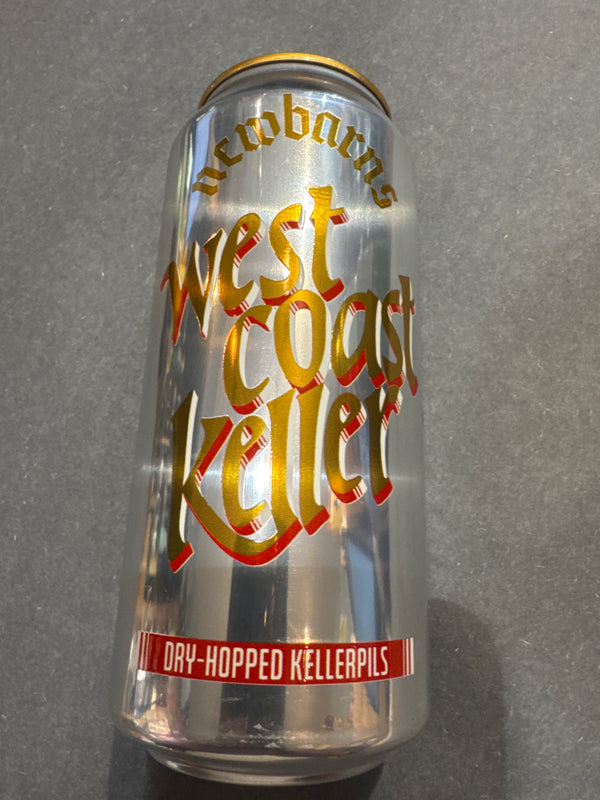 newbarns
west
coast
Keller
DRY-HOPPED KELLERPILS